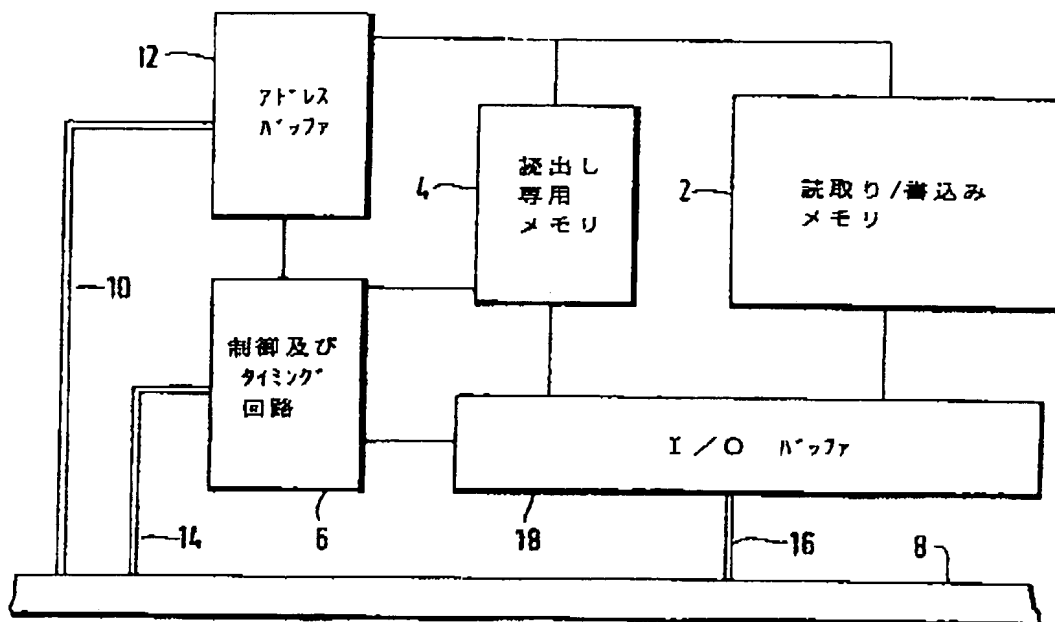 12
アドレス
バッファ
4
読出し
専用
メモリ
2
読取り/書込み
メモリ
10
制御及び
タイミング
回路
I/O バッファ
14
6
18
16
8